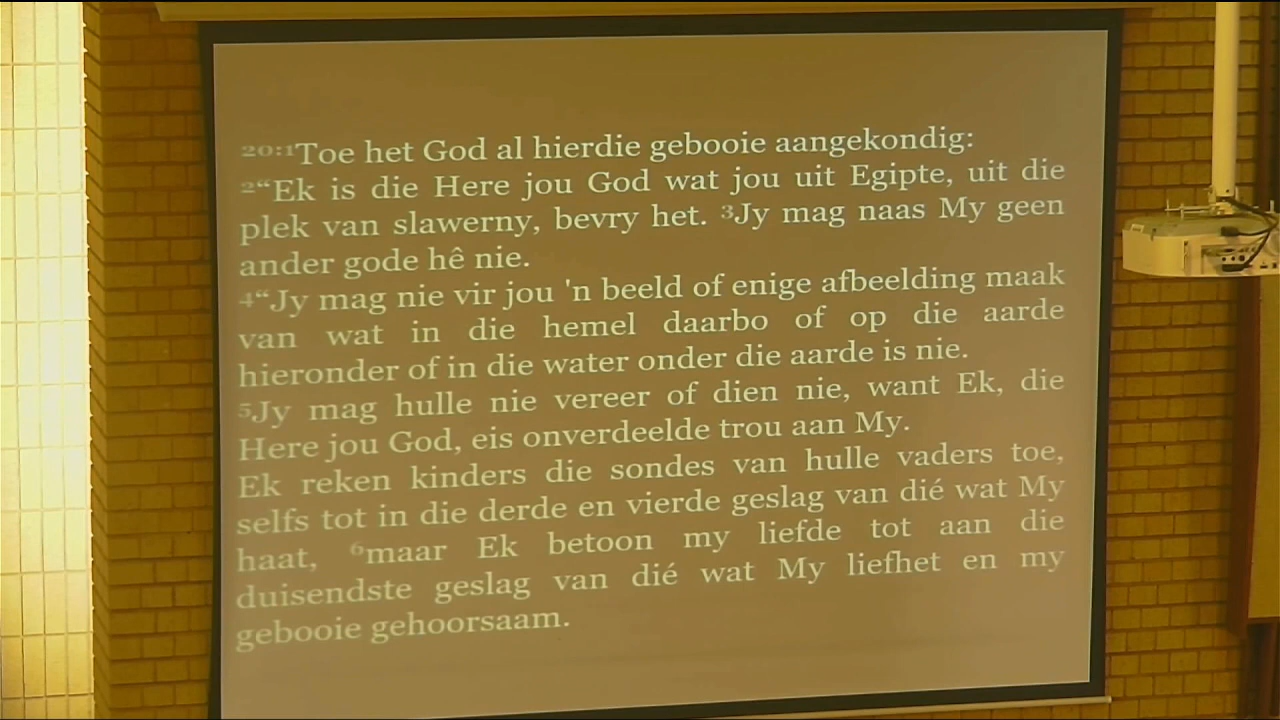 20:1Toe het God al hierdie gebooie aangekondig:
2“Ek is die Here jou God wat jou uit Egipte, uit die
plek van slawerny, bevry het. 3Jy mag naas My geen
ander gode hê nie.
4“Jy mag nie vir jou 'n beeld of enige afbeelding maak
van wat in die hemel daarbo of op die aarde
hieronder of in die water onder die aarde is nie.
5Jy mag hulle nie vereer of dien nie, want Ek, die
Here jou God, eis onverdeelde trou aan My.
Ek reken kinders die sondes van hulle vaders toe,
selfs tot in die derde en vierde geslag van dié wat My
haat, 6maar Ek betoon my liefde tot aan die
duisendste geslag van dié wat My liefhet en my
gebooie gehoorsaam.